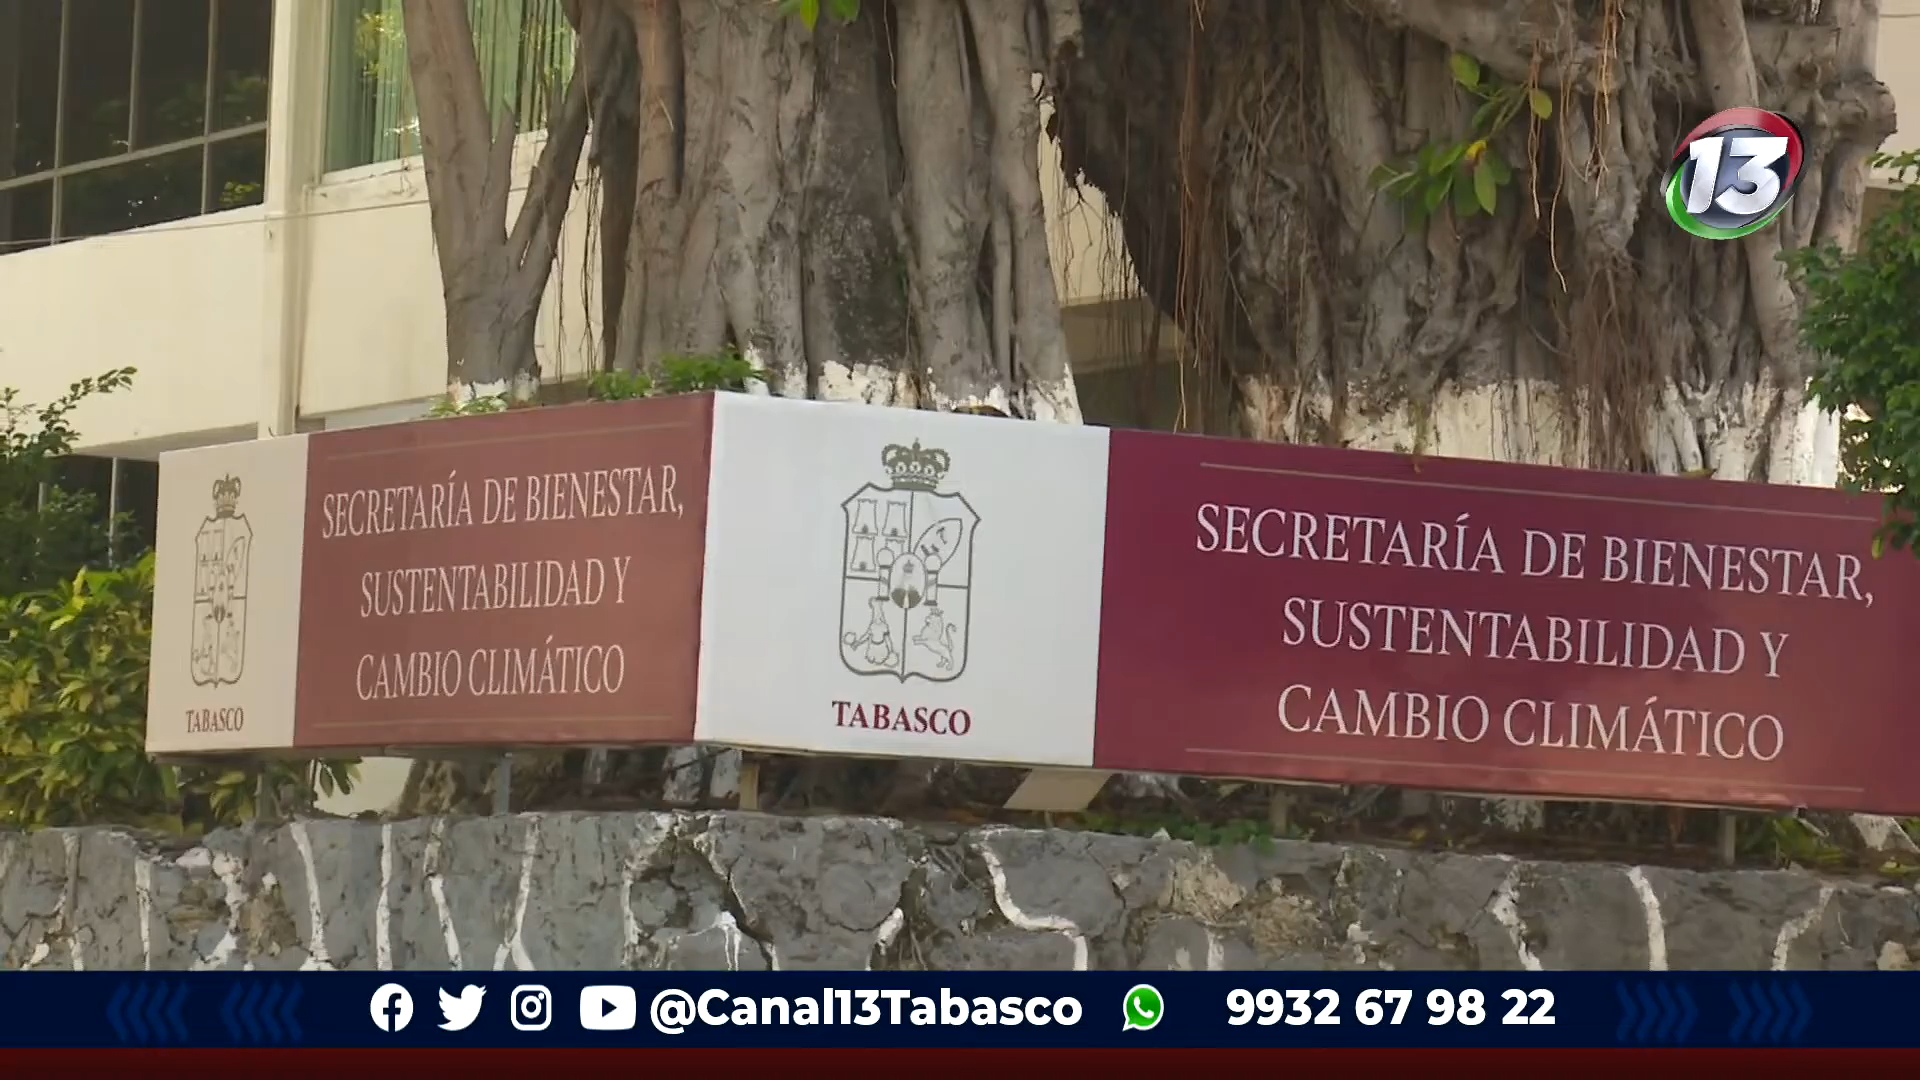 13
SECRETARÍA DE BIENESTAR,
SUSTENTABILIDAD Y
CAMBIO CLIMÁTICO
TABASCO
TABASCO
SECRETARÍA DE BIENESTAR,
SUSTENTABILIDAD Y
CAMBIO CLIMÁTICO
@Canal13Tabasco
9932 67 98 22